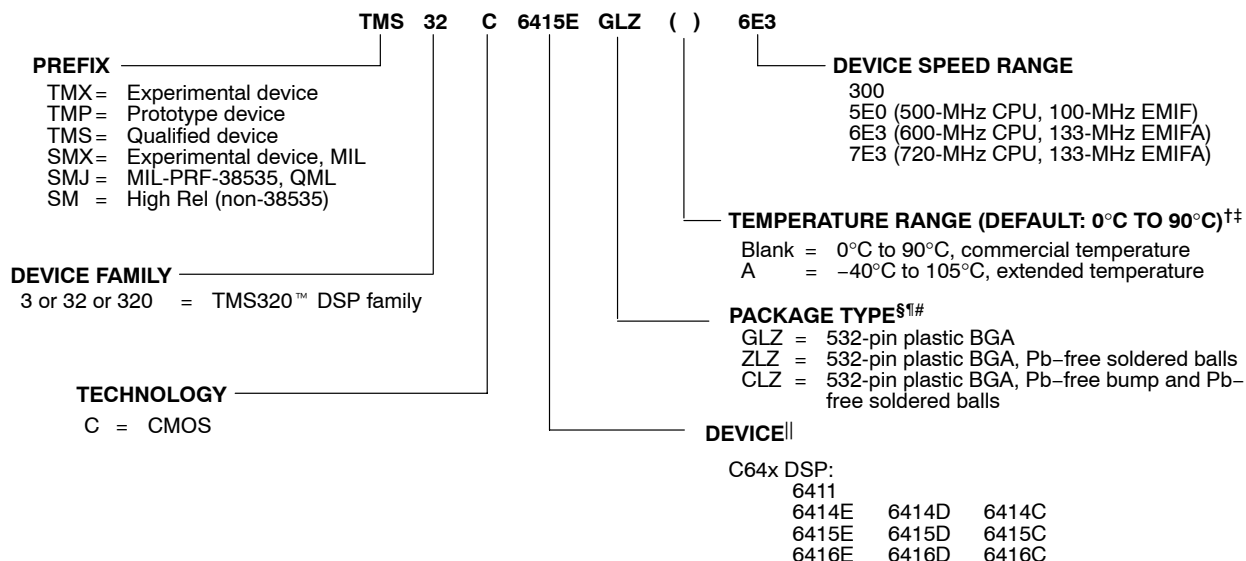 TMS 32 C 6415E GLZ ( ) 6E3
PREFIX
TMX = Experimental device
TMP = Prototype device
TMS = Qualified device
SMX = Experimental device, MIL
SMJ = MIL-PRF-38535, QML
SM = High Rel (non-38535)
DEVICE SPEED RANGE
300
5E0 (500-MHz CPU, 100-MHz EMIF)
6E3 (600-MHz CPU, 133-MHz EMIFA)
7E3 (720-MHz CPU, 133-MHz EMIFA)
TEMPERATURE RANGE (DEFAULT: 0°C TO 90°C)†‡
Blank = 0°C to 90°C, commercial temperature
A = −40°C to 105°C, extended temperature
DEVICE FAMILY
3 or 32 or 320 = TMS320™ DSP family
PACKAGE TYPE§¶#
GLZ = 532-pin plastic BGA
ZLZ = 532-pin plastic BGA, Pb−free soldered balls
CLZ = 532-pin plastic BGA, Pb−free bump and Pb−
free soldered balls
TECHNOLOGY
C = CMOS
DEVICE||
C64x DSP:
6411
6414E 6414D 6414C
6415E 6415D 6415C
6416E 6416D 6416C